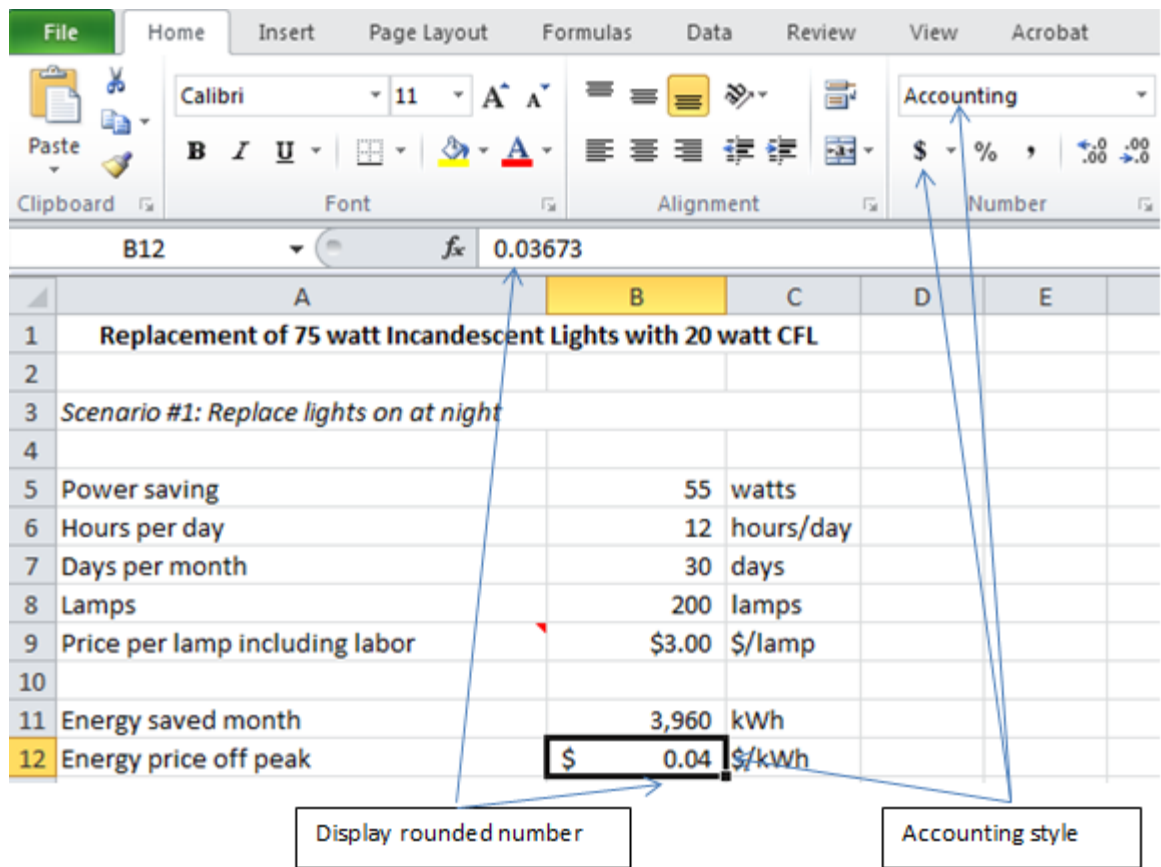 File Home Insert Page Layout Formulas Data Review View Acrobat
Calibri 11 A A Accounting
Paste B I U A $ % , .0 .00 .00 .0
Clipboard Font Alignment Number
B12 fx 0.03673
A B C D E
1 Replacement of 75 watt Incandescent Lights with 20 watt CFL
2
3 Scenario #1: Replace lights on at night
4
5 Power saving 55 watts
6 Hours per day 12 hours/day
7 Days per month 30 days
8 Lamps 200 lamps
9 Price per lamp including labor $3.00 $/lamp
10
11 Energy saved month 3,960 kWh
12 Energy price off peak $ 0.04 $/kWh
Display rounded number Accounting style